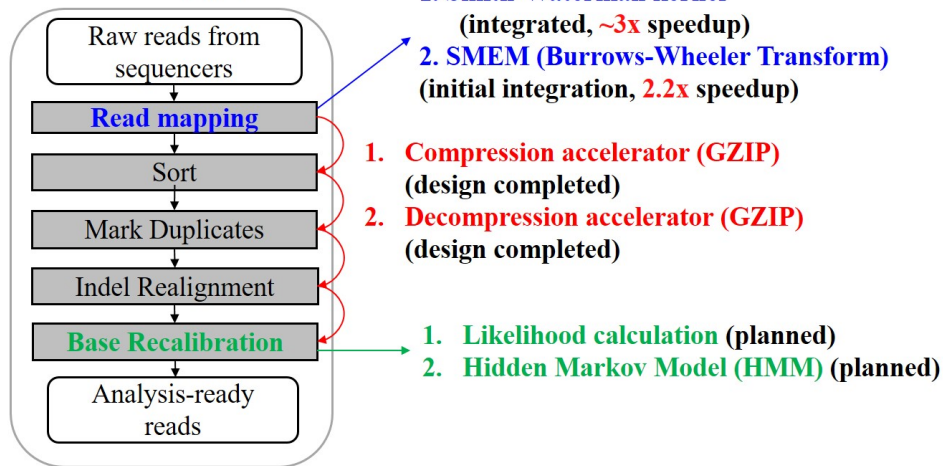 Raw reads from
sequencers
Read mapping
Sort
Mark Duplicates
Indel Realignment
Base Recalibration
Analysis-ready
reads
(integrated, ~3x speedup)
2. SMEM (Burrows-Wheeler Transform)
(initial integration, 2.2x speedup)
1. Compression accelerator (GZIP)
(design completed)
2. Decompression accelerator (GZIP)
(design completed)
1. Likelihood calculation (planned)
2. Hidden Markov Model (HMM) (planned)